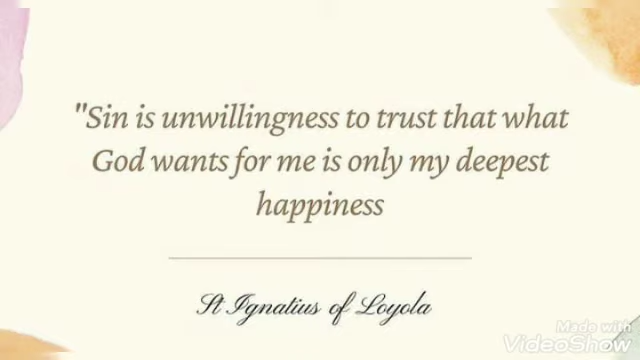 "Sin is unwillingness to trust that what
God wants for me is only my deepest
happiness
St Ignatius of Loyola
Made with
VideoShow